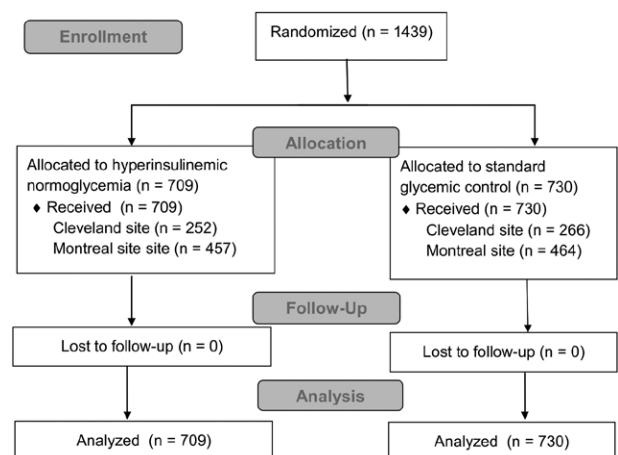 Enrollment
Randomized (n = 1439)
Allocation
Allocated to hyperinsulinemic
normoglycemia (n = 709)
♦ Received (n = 709)
Cleveland site (n = 252)
Montreal site site (n = 457)
Allocated to standard
glycemic control (n = 730)
♦ Received (n = 730)
Cleveland site (n = 266)
Montreal site (n = 464)
Follow-Up
Lost to follow-up (n = 0)
Lost to follow-up (n = 0)
Analysis
Analyzed (n = 709)
Analyzed (n = 730)